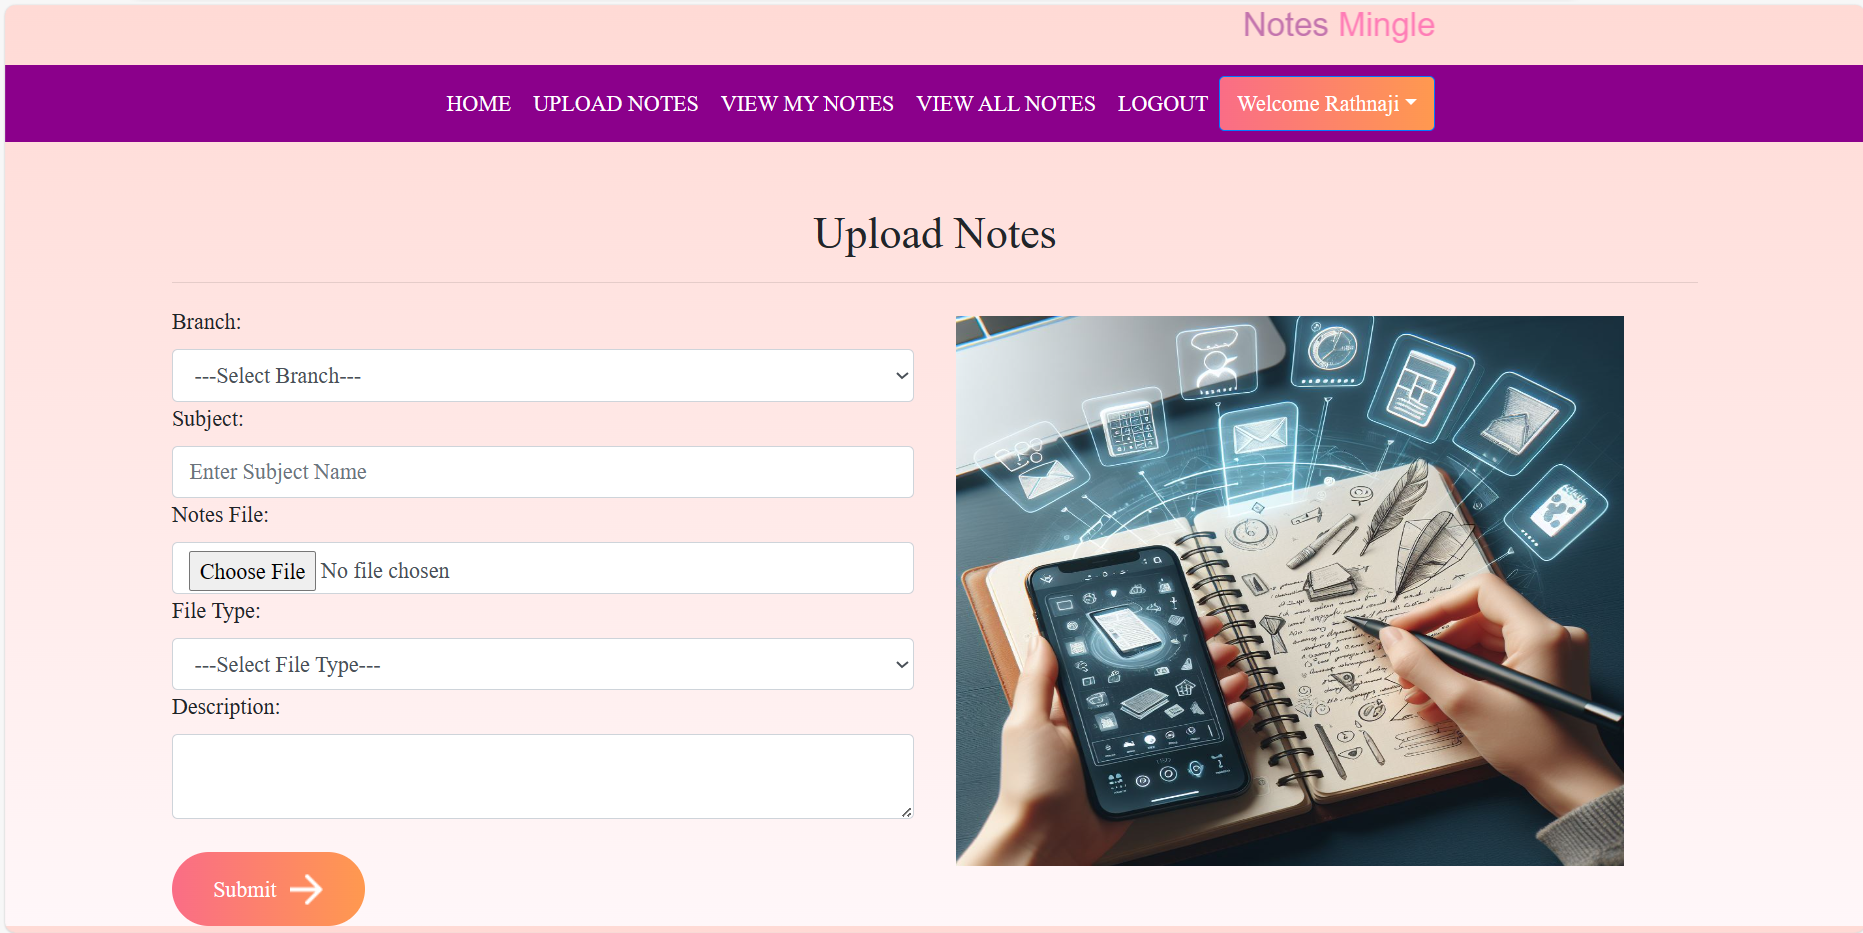 Notes Mingle
HOME UPLOAD NOTES VIEW MY NOTES VIEW ALL NOTES LOGOUT Welcome Rathnaji
Upload Notes
Branch:
---Select Branch---
Subject:
Enter Subject Name
Notes File:
Choose File No file chosen
File Type:
---Select File Type---
Description:
Submit